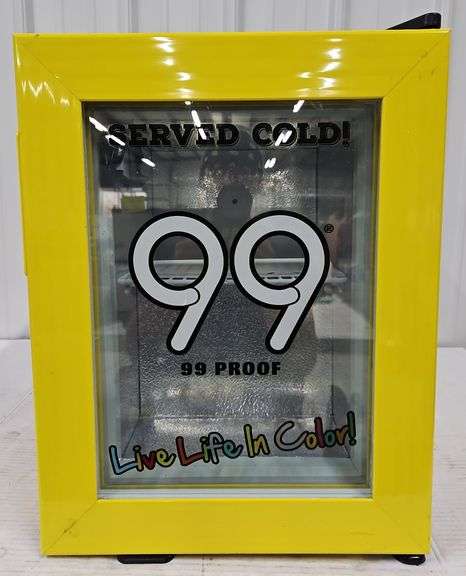 SERVED COLD!
99®
99 PROOF
Live Life In Color!